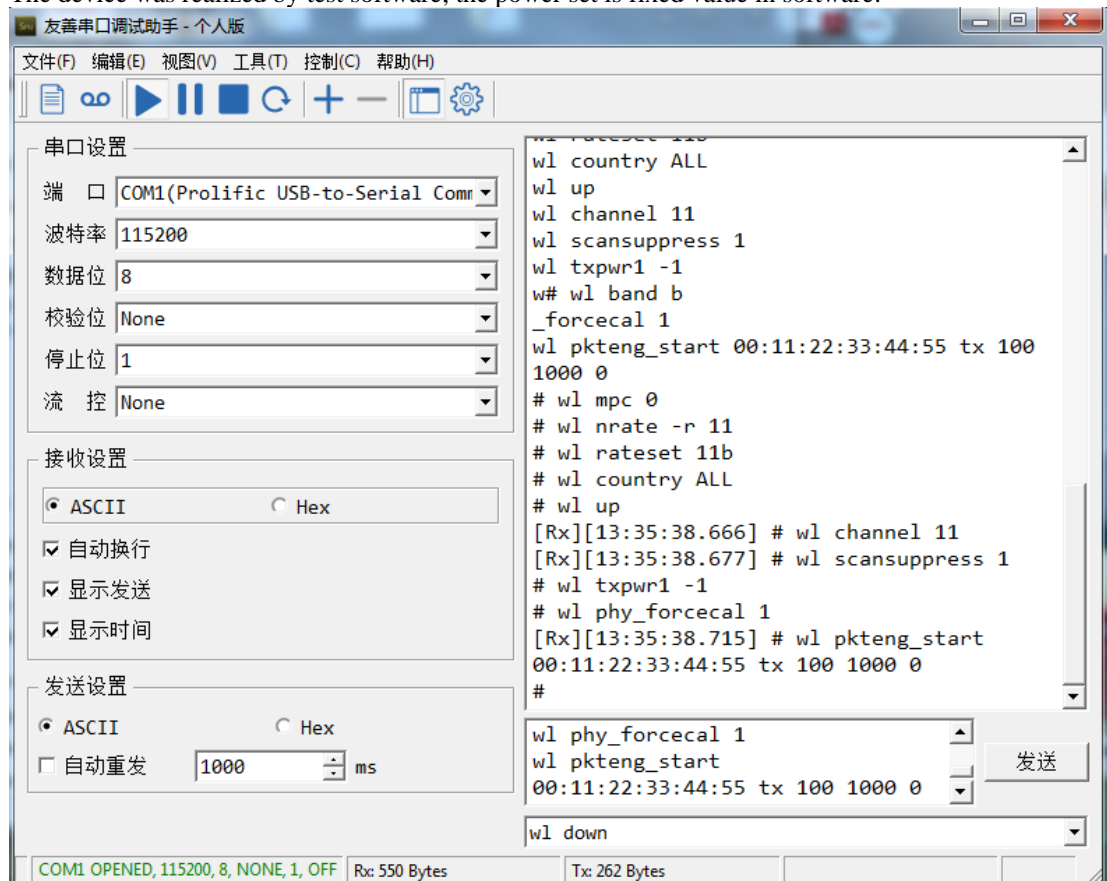 The device was realized by test software, the power set is fixed value in software.
友善串口调试助手 - 个人版
文件(F) 编辑(E) 视图(V) 工具(T) 控制(C) 帮助(H)
串口设置
端 口 COM1(Prolific USB-to-Serial Comm
波特率 115200
数据位 8
校验位 None
停止位 1
流 控 None
接收设置
ASCII Hex
自动换行
显示发送
显示时间
发送设置
ASCII Hex
自动重发 1000 ms
wl rateset 11b
wl country ALL
wl up
wl channel 11
wl scansuppress 1
wl txpwr1 -1
w# wl band b
_forcecal 1
wl pkteng_start 00:11:22:33:44:55 tx 100
1000 0
# wl mpc 0
# wl nrate -r 11
# wl rateset 11b
# wl country ALL
# wl up
[Rx][13:35:38.666] # wl channel 11
[Rx][13:35:38.677] # wl scansuppress 1
# wl txpwr1 -1
# wl phy_forcecal 1
[Rx][13:35:38.715] # wl pkteng_start
00:11:22:33:44:55 tx 100 1000 0
#
wl phy_forcecal 1
wl pkteng_start
00:11:22:33:44:55 tx 100 1000 0
发送
wl down
COM1 OPENED, 115200, 8, NONE, 1, OFF Rx: 550 Bytes Tx: 262 Bytes